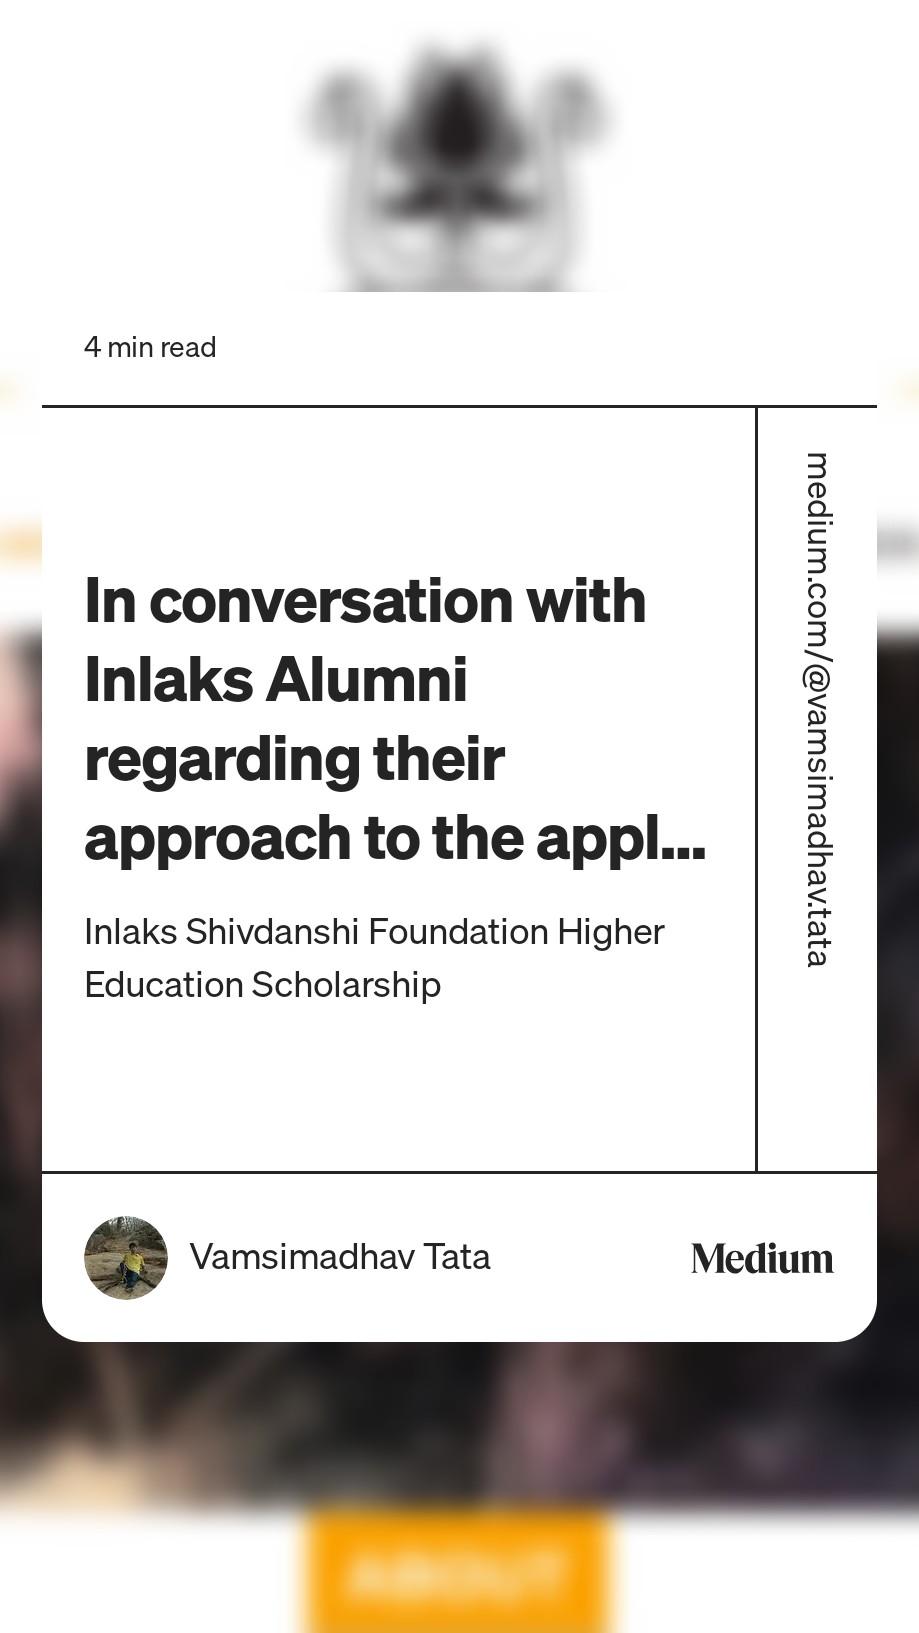 4 min read
In conversation with
Inlaks Alumni
regarding their
approach to the appl...
Inlaks Shivdanshi Foundation Higher
Education Scholarship
medium.com/@vamsimadhav.tata
Vamsimadhav Tata
Medium
ABOUT